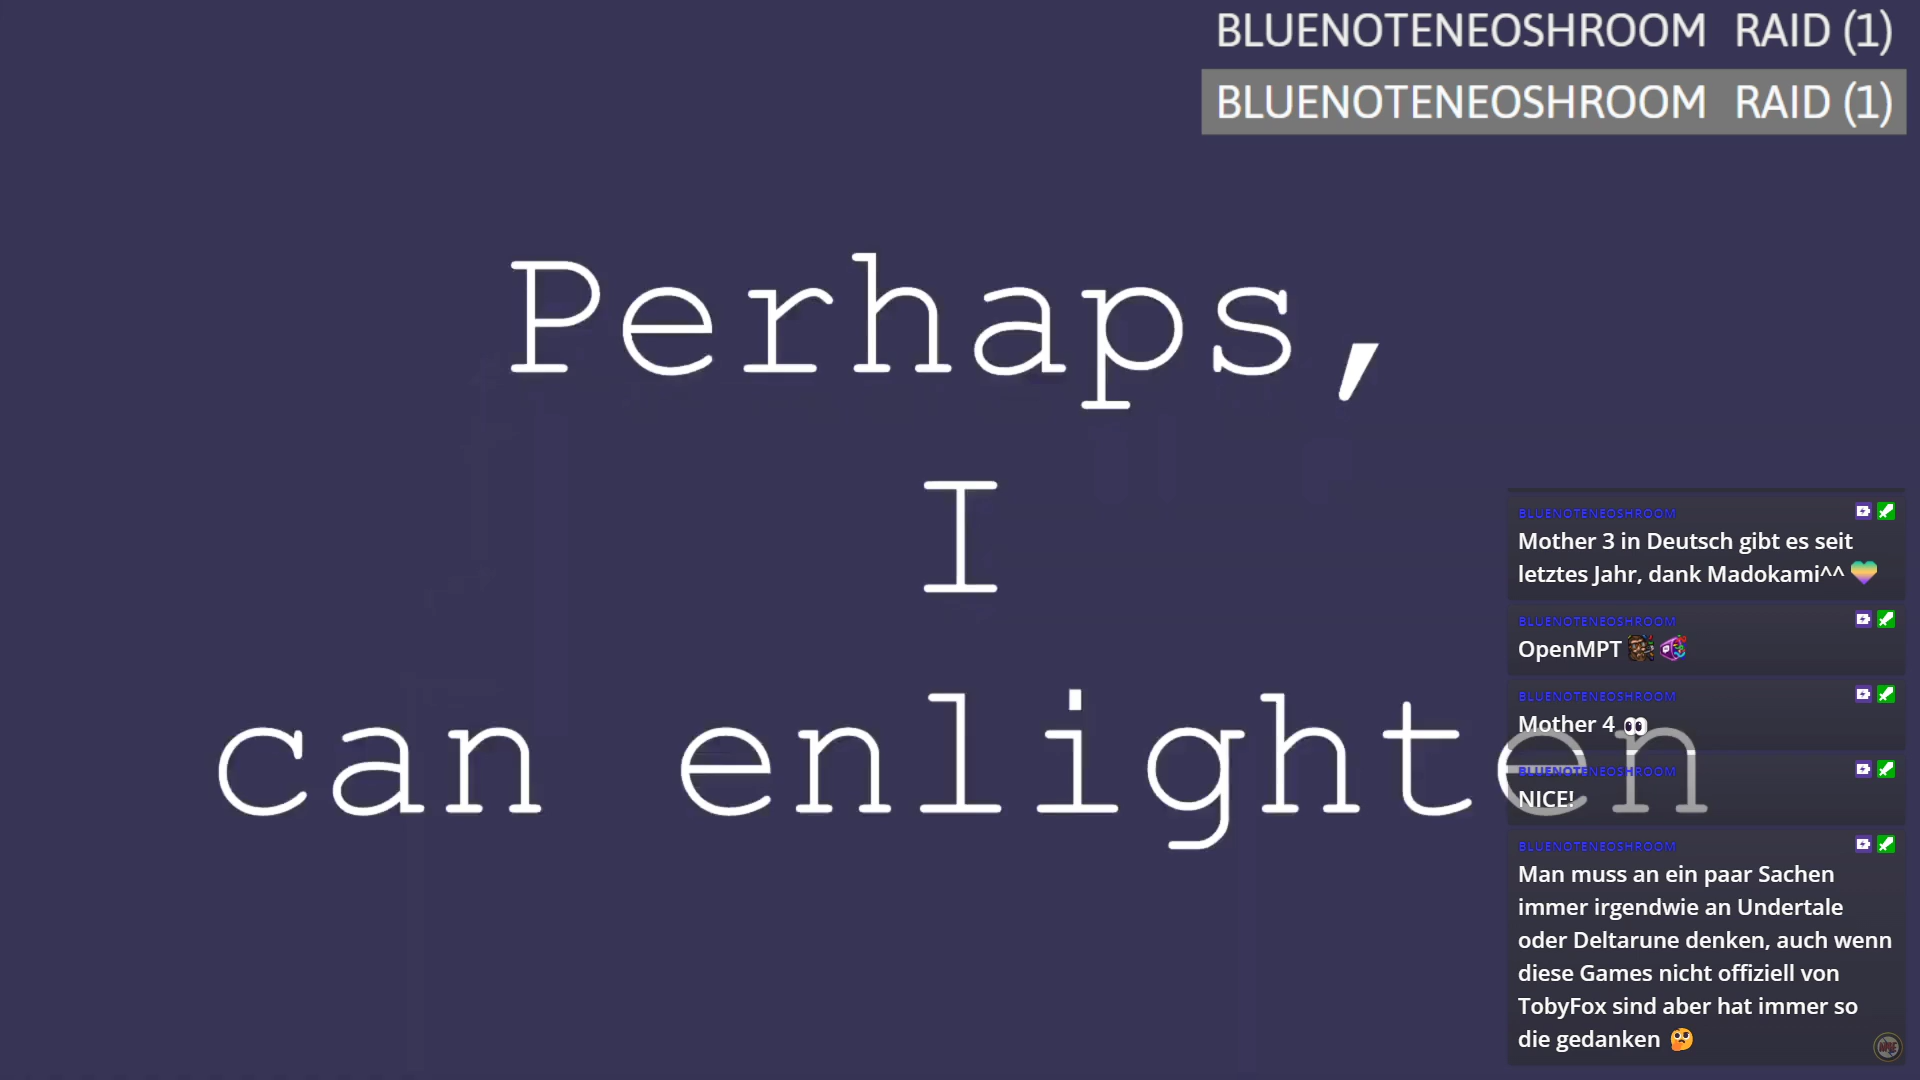 BLUENOTENEOSHROOM RAID (1)
BLUENOTENEOSHROOM RAID (1)
Perhaps,
I
can enlighten
BLUENOTENEOSHROOM
Mother 3 in Deutsch gibt es seit
letztes Jahr, dank Madokami^^
BLUENOTENEOSHROOM
OpenMPT
BLUENOTENEOSHROOM
Mother 4
BLUENOTENEOSHROOM
NICE!
BLUENOTENEOSHROOM
Man muss an ein paar Sachen
immer irgendwie an Undertale
oder Deltarune denken, auch wenn
diese Games nicht offiziell von
TobyFox sind aber hat immer so
die gedanken